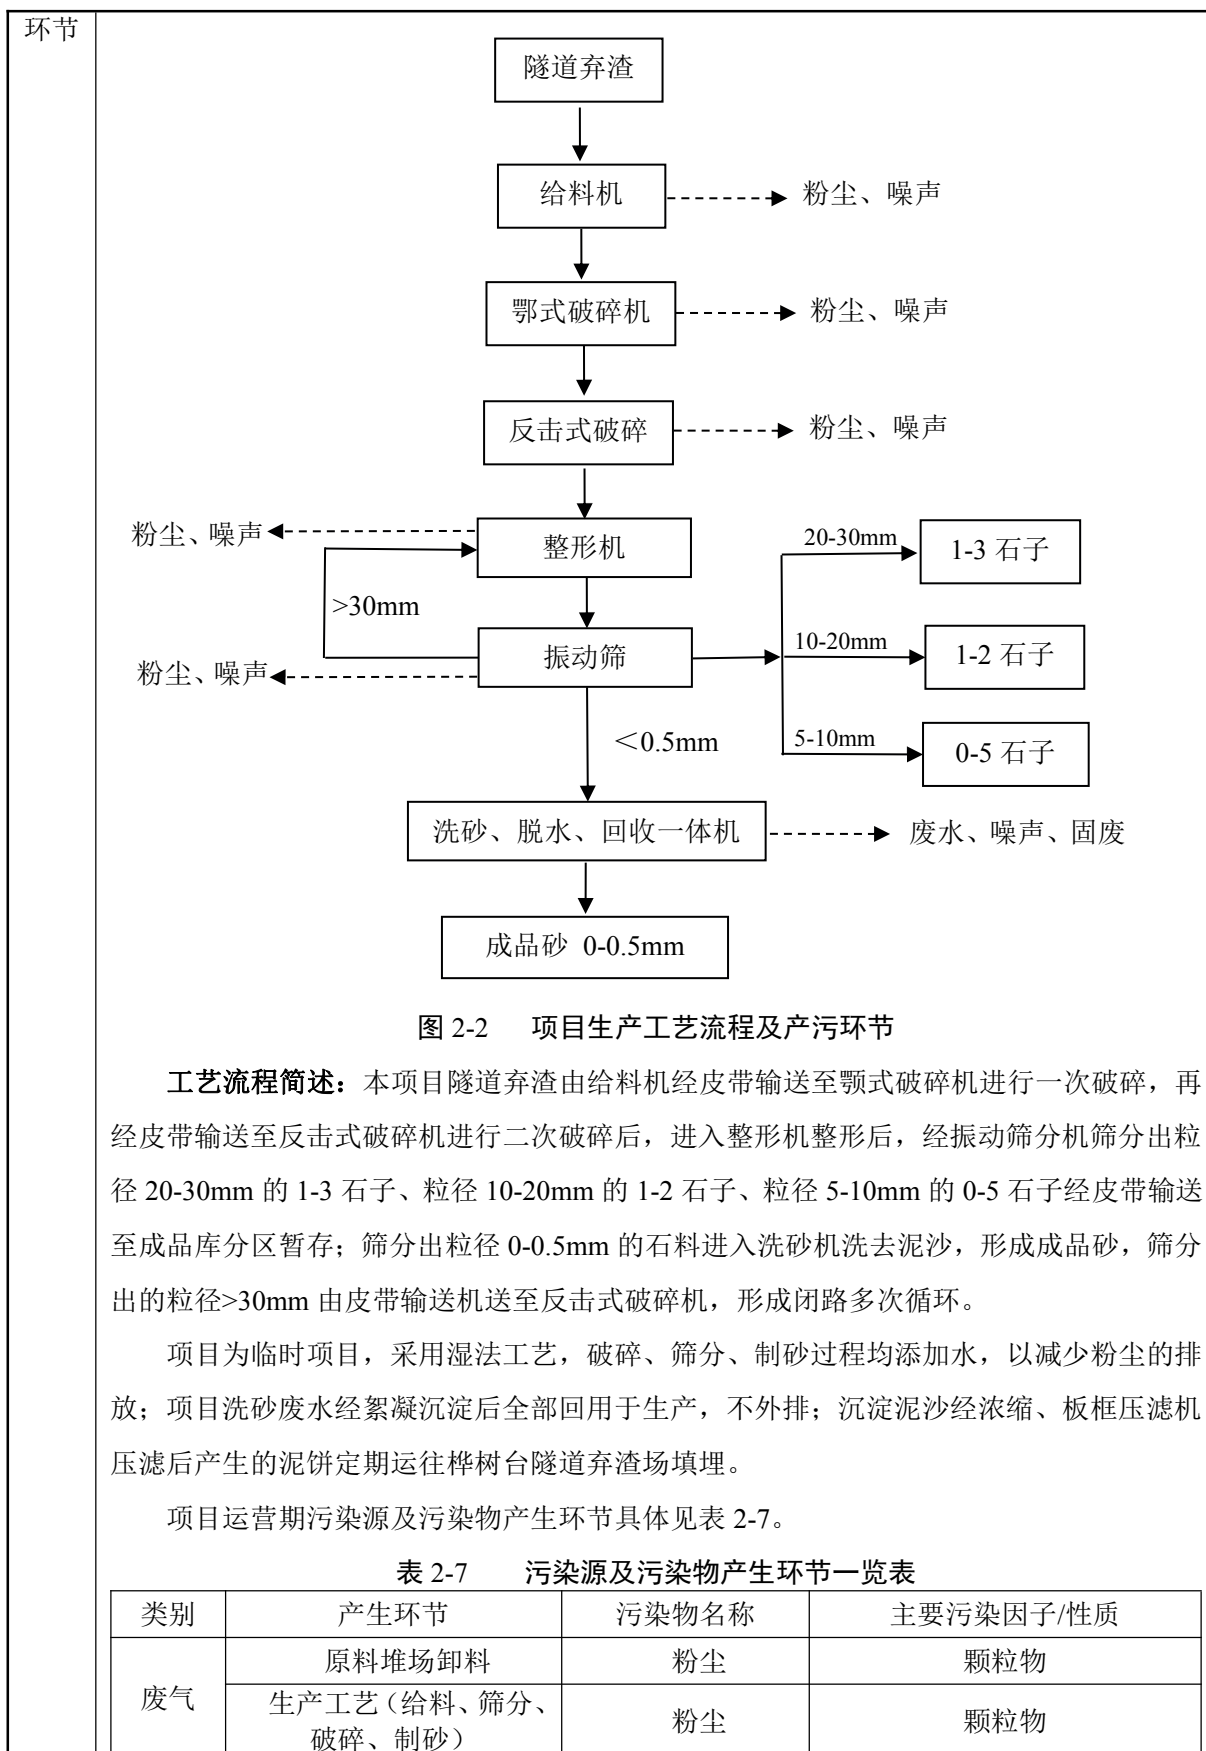 环节
隧道弃渣
给料机
粉尘、噪声
鄂式破碎机
粉尘、噪声
反击式破碎
粉尘、噪声
粉尘、噪声
整形机
20-30mm
1-3 石子
>30mm
10-20mm
1-2 石子
振动筛
粉尘、噪声
<0.5mm
5-10mm
0-5 石子
洗砂、脱水、回收一体机
废水、噪声、固废
成品砂 0-0.5mm
图 2-2 项目生产工艺流程及产污环节
工艺流程简述：本项目隧道弃渣由给料机经皮带输送至颚式破碎机进行一次破碎，再
经皮带输送至反击式破碎机进行二次破碎后，进入整形机整形后，经振动筛分机筛分出粒
径 20-30mm 的 1-3 石子、粒径 10-20mm 的 1-2 石子、粒径 5-10mm 的 0-5 石子经皮带输送
至成品库分区暂存；筛分出粒径 0-0.5mm 的石料进入洗砂机洗去泥沙，形成成品砂，筛分
出的粒径>30mm 由皮带输送机送至反击式破碎机，形成闭路多次循环。
项目为临时项目，采用湿法工艺，破碎、筛分、制砂过程均添加水，以减少粉尘的排
放；项目洗砂废水经絮凝沉淀后全部回用于生产，不外排；沉淀泥沙经浓缩、板框压滤机
压滤后产生的泥饼定期运往桦树台隧道弃渣场填埋。
项目运营期污染源及污染物产生环节具体见表 2-7。
表 2-7 污染源及污染物产生环节一览表
类别 产生环节 污染物名称 主要污染因子/性质
废气 原料堆场卸料 粉尘 颗粒物
生产工艺（给料、筛分、 粉尘 颗粒物
破碎、制砂）